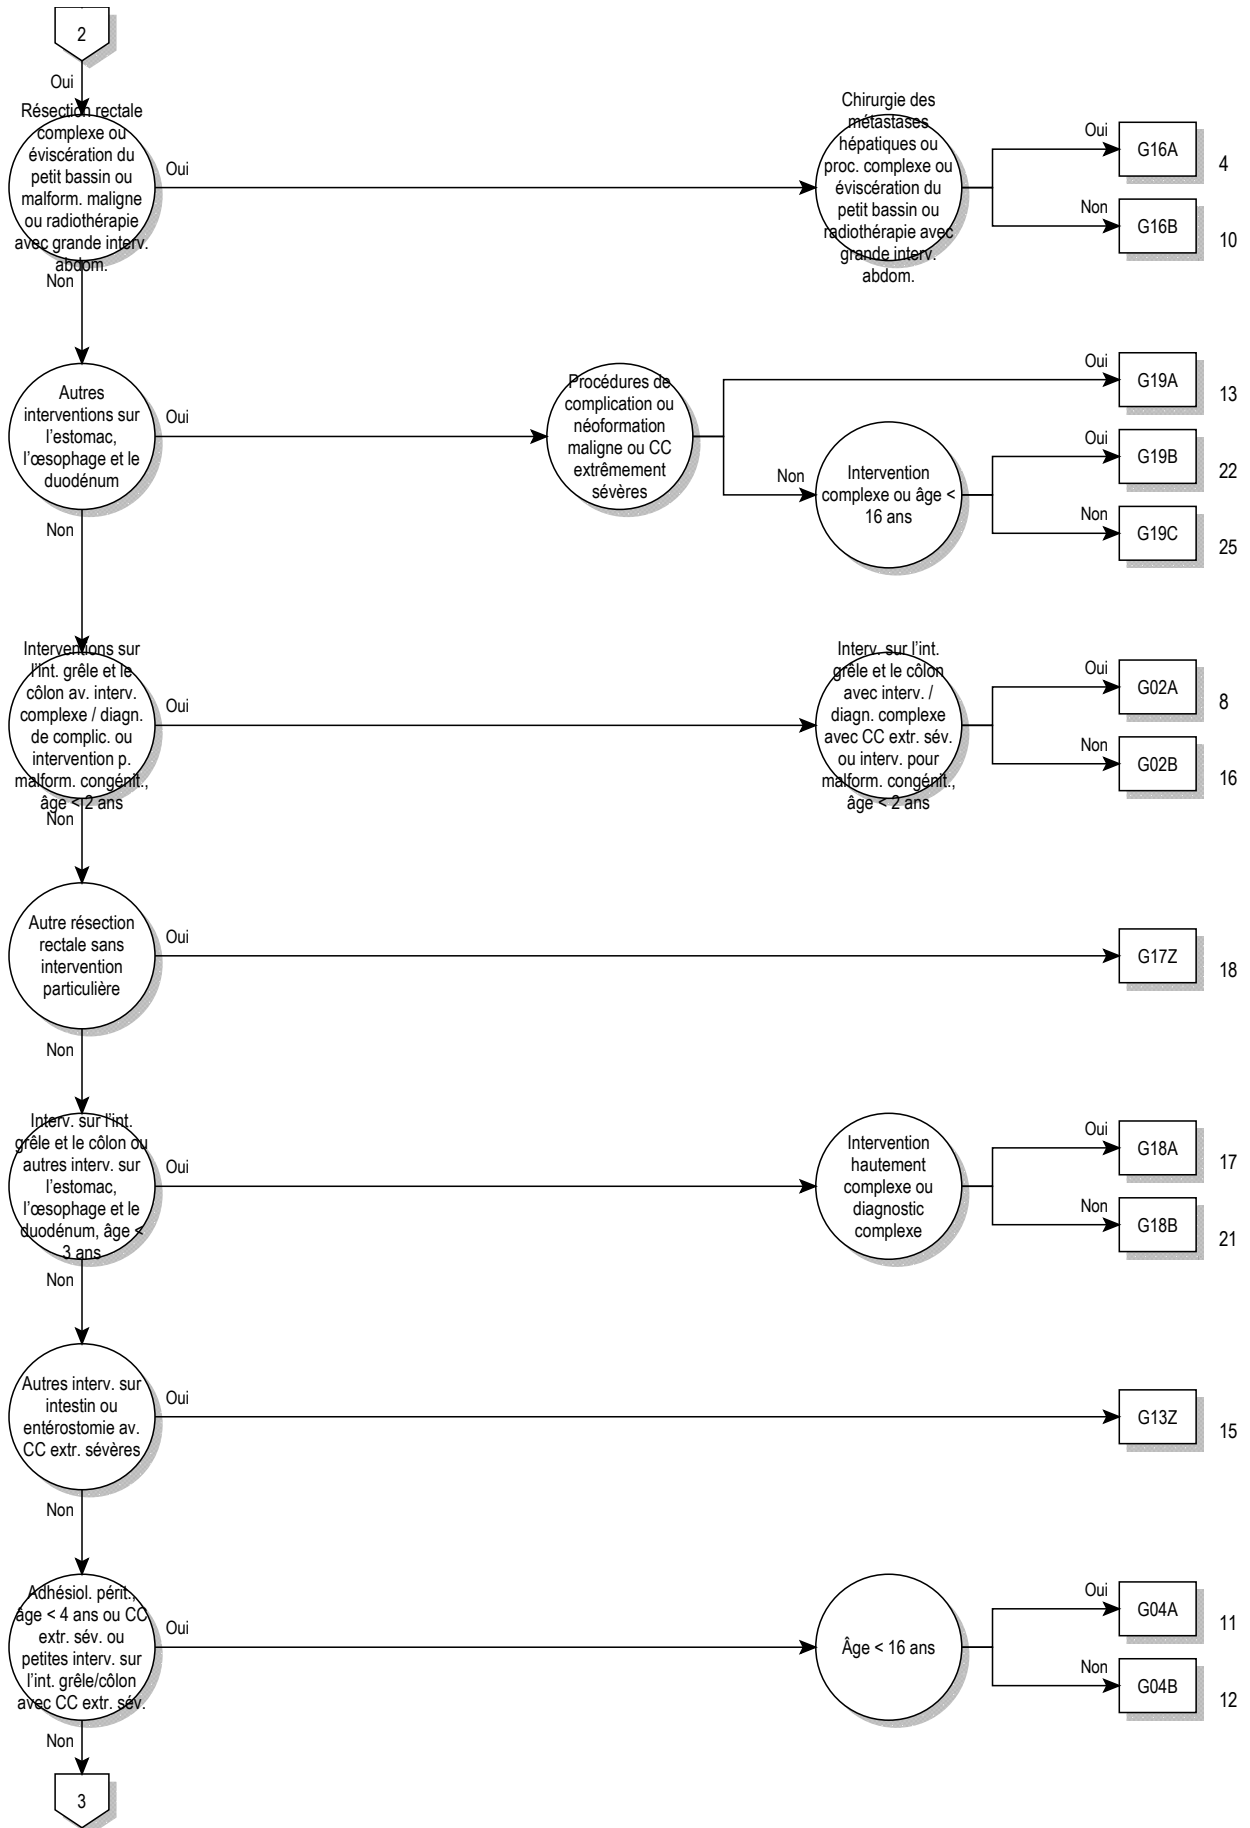 2
Oui
Résection rectale
complexe ou
éviscération du
petit bassin ou
malform. maligne
ou radiothérapie
avec grande interv.
abdom.
Oui
Chirurgie des
métastases
hépatiques ou
proc. complexe ou
éviscération du
petit bassin ou
radiothérapie avec
grande interv.
abdom.
Oui
G16A
4
Non
G16B
10
Non
Autres
interventions sur
l'estomac,
l'œsophage et le
duodénum
Oui
Procédures de
complication ou
néoformation
maligne ou CC
extrêmement
sévères
Oui
G19A
13
Non
Intervention
complexe ou âge <
16 ans
Oui
G19B
22
Non
G19C
25
Non
Interventions sur
l'int. grêle et le
côlon av. interv.
complexe / diagn.
de complic. ou
intervention p.
malform. congénit.,
âge < 2 ans
Oui
Interv. sur l'int.
grêle et le côlon
avec interv. /
diagn. complexe
avec CC extr. sév.
ou interv. pour
malform. congénit.,
âge < 2 ans
Oui
G02A
8
Non
G02B
16
Non
Autre résection
rectale sans
intervention
particulière
Oui
G17Z
18
Non
Interv. sur l'int.
grêle et le côlon ou
autres interv. sur
l'estomac,
l'œsophage et le
duodénum, âge <
3 ans
Oui
Intervention
hautement
complexe ou
diagnostic
complexe
Oui
G18A
17
Non
G18B
21
Non
Autres interv. sur
intestin ou
entérostomie av.
CC extr. sévères
Oui
G13Z
15
Non
Adhésiol. périt.,
âge < 4 ans ou CC
extr. sév. ou
petites interv. sur
l'int. grêle/côlon
avec CC extr. sév.
Oui
Âge < 16 ans
Oui
G04A
11
Non
G04B
12
Non
3